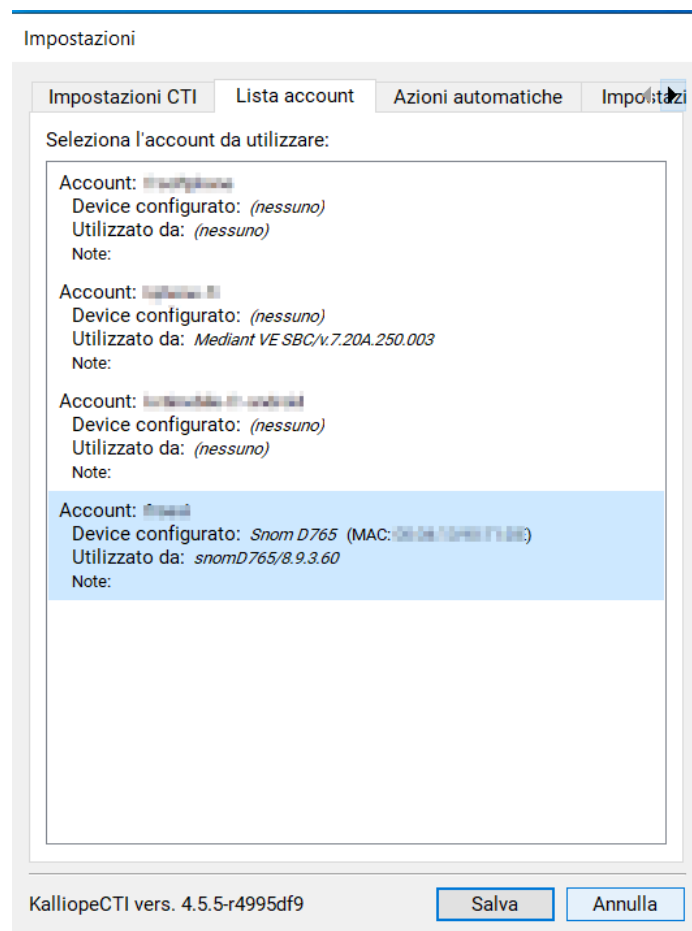 Impostazioni
Impostazioni CTI Lista account Azioni automatiche Impostazi
Seleziona l'account da utilizzare:
Account:
Device configurato: (nessuno)
Utilizzato da: (nessuno)
Note:
Account:
Device configurato: (nessuno)
Utilizzato da: Mediant VE SBC/v.7.20A.250.003
Note:
Account:
Device configurato: (nessuno)
Utilizzato da: (nessuno)
Note:
Account:
Device configurato: Snom D765 (MAC: )
Utilizzato da: snomD765/8.9.3.60
Note:
KalliopeCTI vers. 4.5.5-r4995df9 Salva Annulla